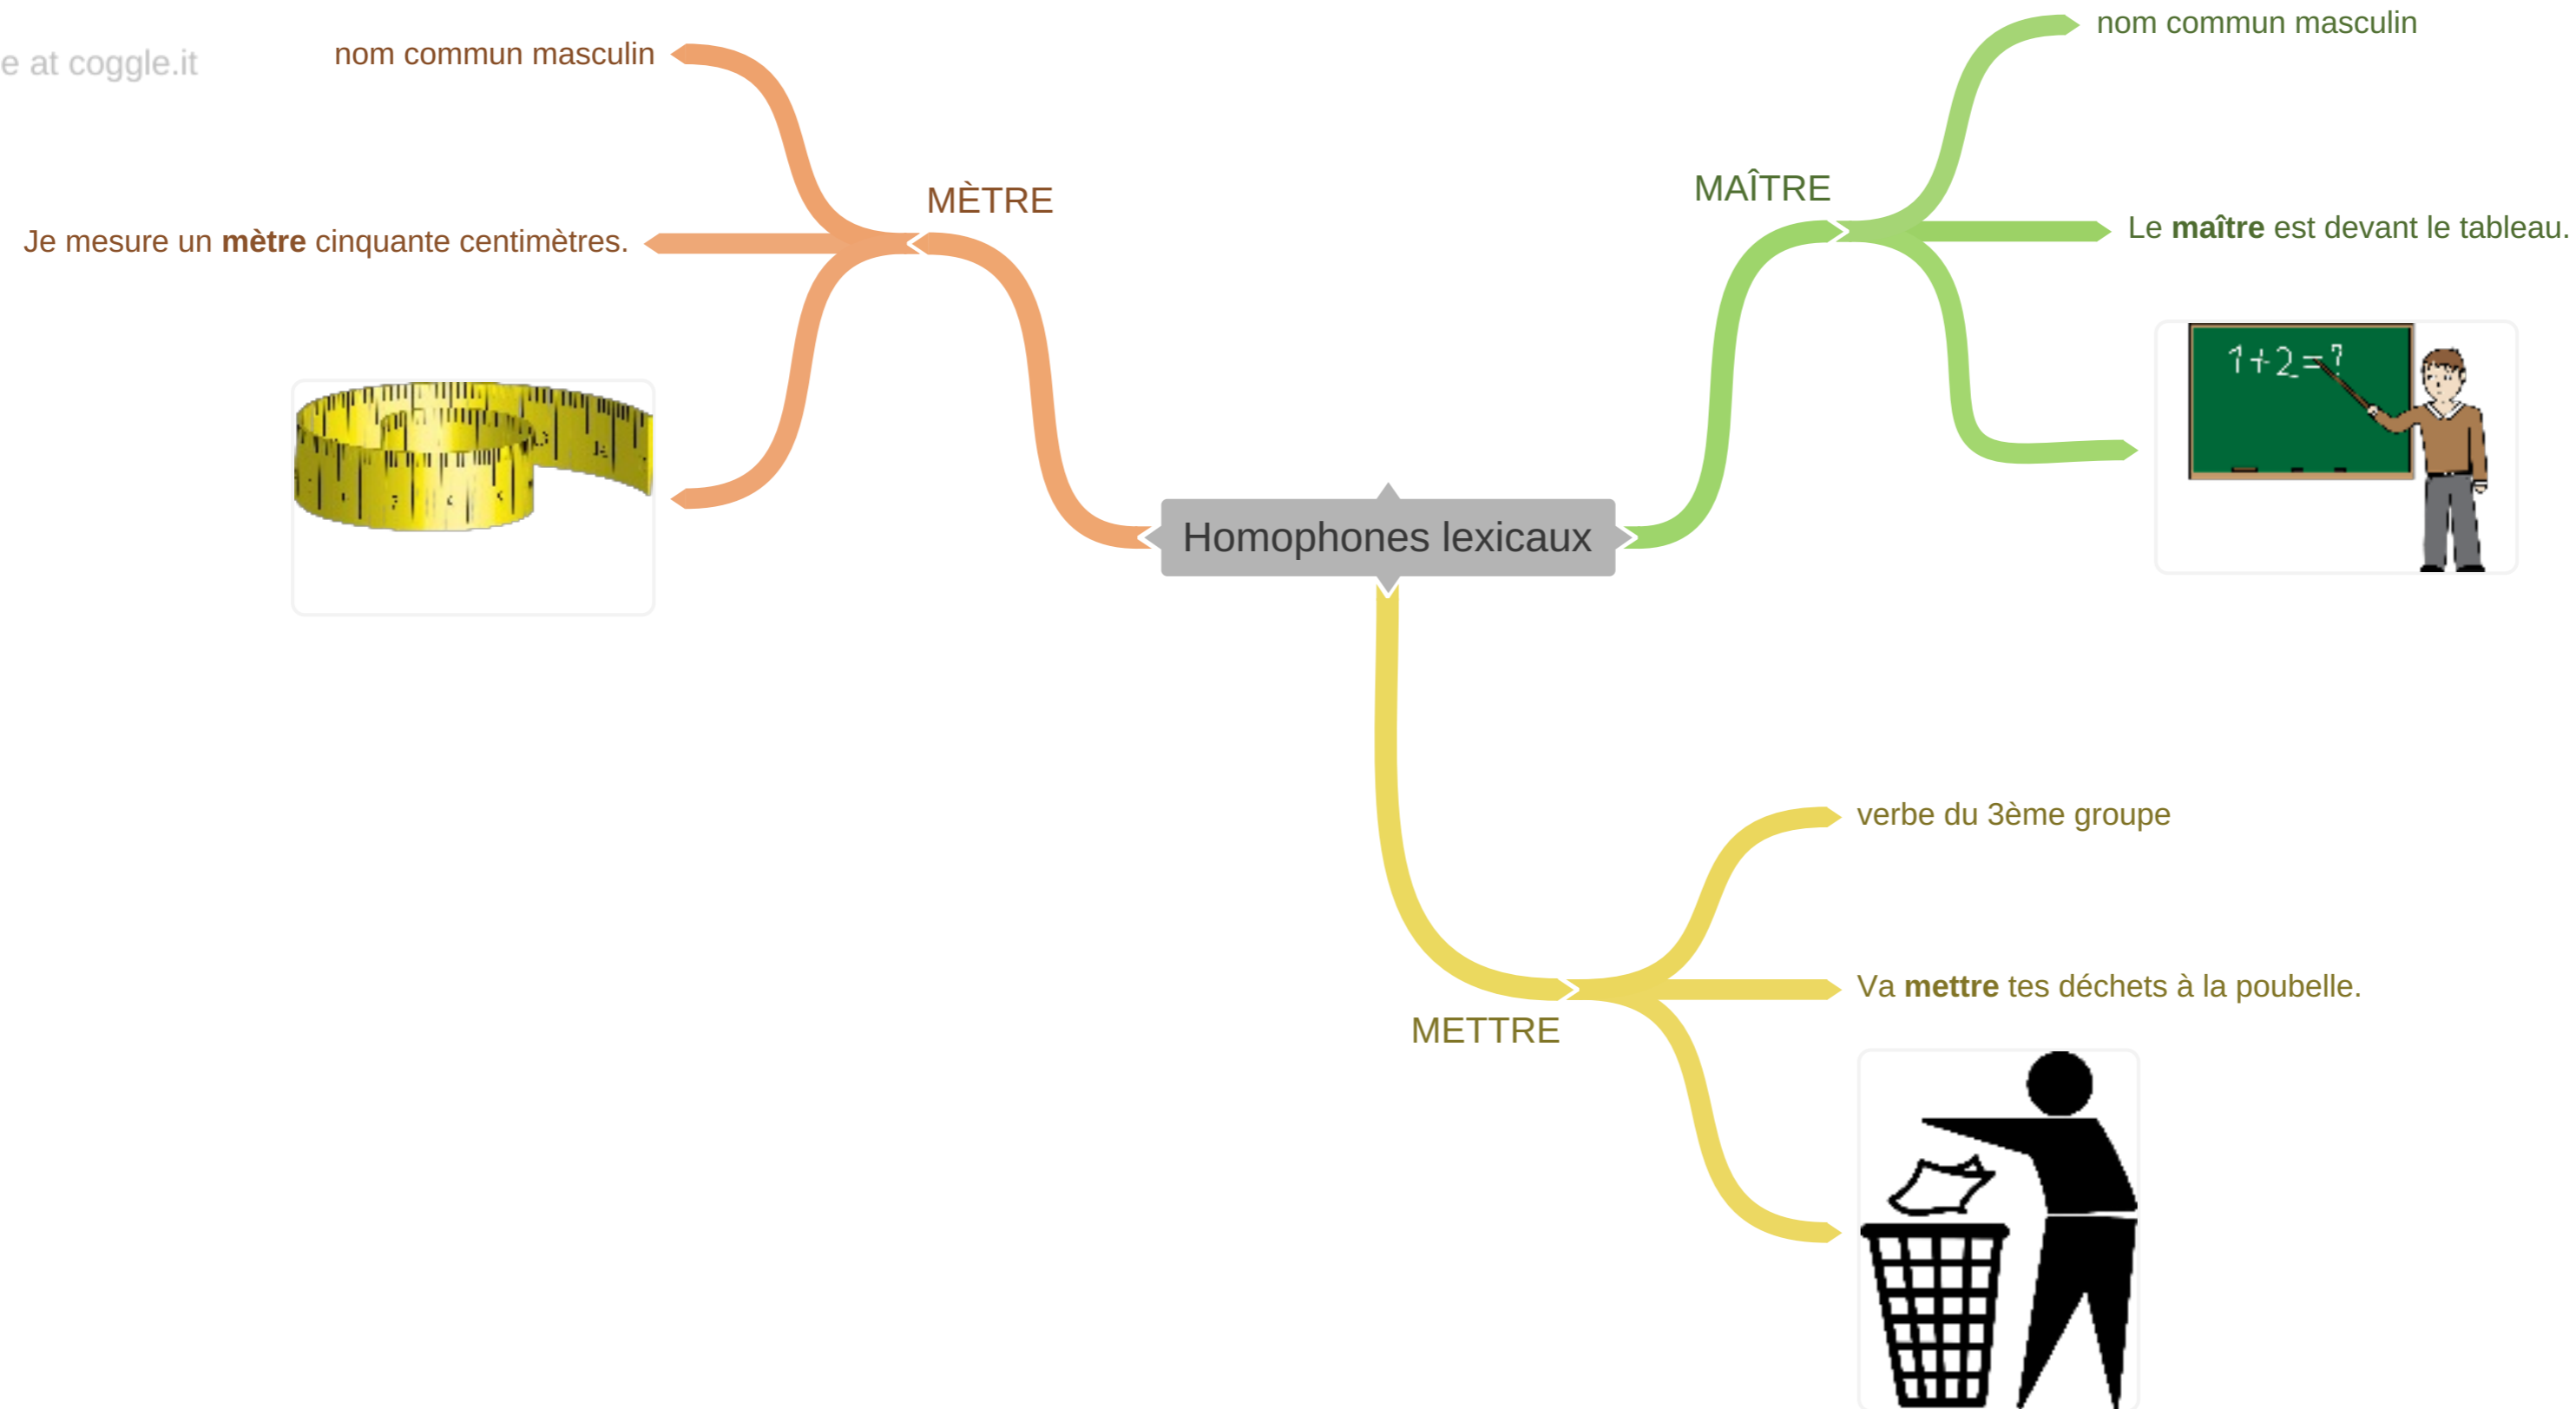 e at coggle.it
nom commun masculin
MÈTRE
Je mesure un mètre cinquante centimètres.
nom commun masculin
MAÎTRE
Le maître est devant le tableau.
1+2=?
Homophones lexicaux
verbe du 3ème groupe
Va mettre tes déchets à la poubelle.
METTRE